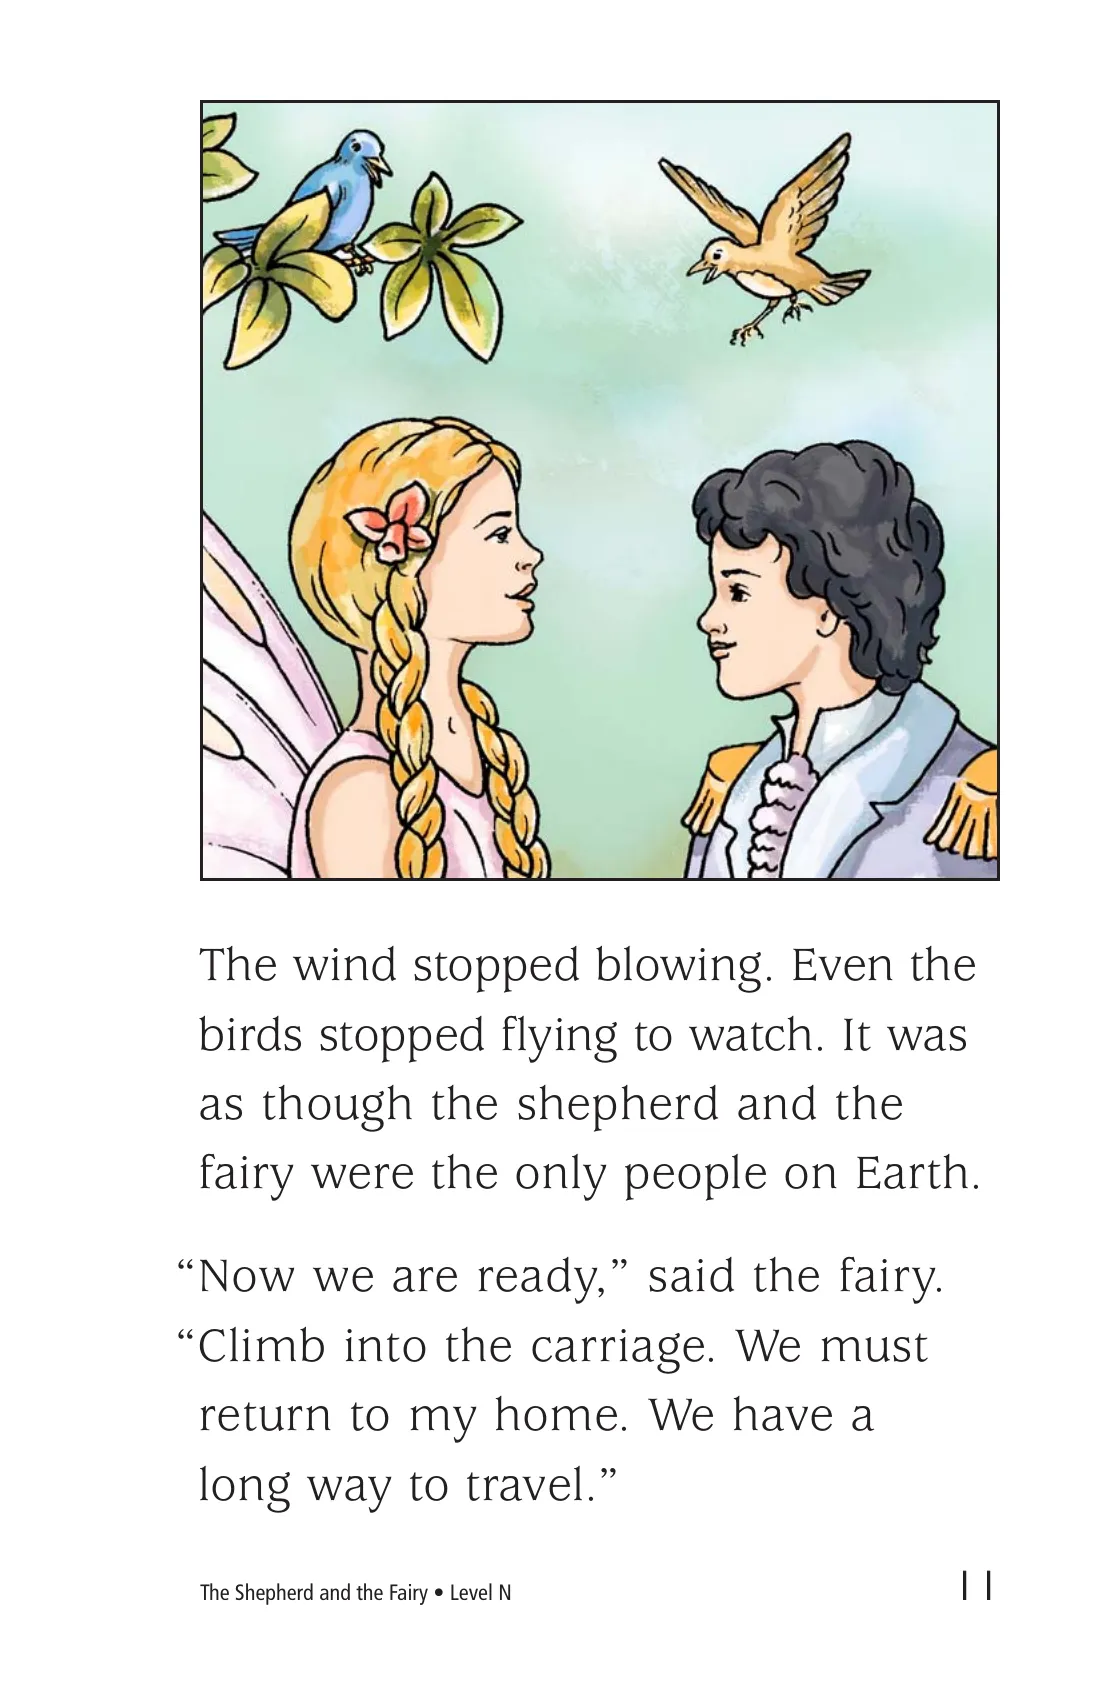 The wind stopped blowing. Even the
birds stopped flying to watch. It was
as though the shepherd and the
fairy were the only people on Earth.
“Now we are ready,” said the fairy.
“Climb into the carriage. We must
return to my home. We have a
long way to travel.”
The Shepherd and the Fairy • Level N
11